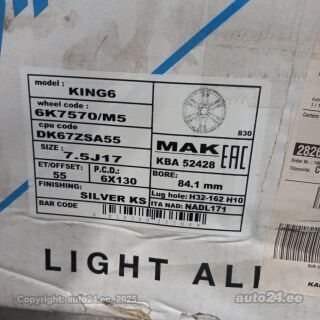 model : KING6
wheel code :
6K7570/M5
cpu code
DK67ZSA55
SIZE :
7.5J17
ET/OFFSET: P.C.D.:
55 6X130
FINISHING:
SILVER KS
BAR CODE
830
MAK EAC
KBA 52428
BORE:
84.1 mm
Lug hole: H32-162 H10
ITA NAD: NADL171
LIGHT ALI
Copyright auto24.ee 2025
auto24.ee